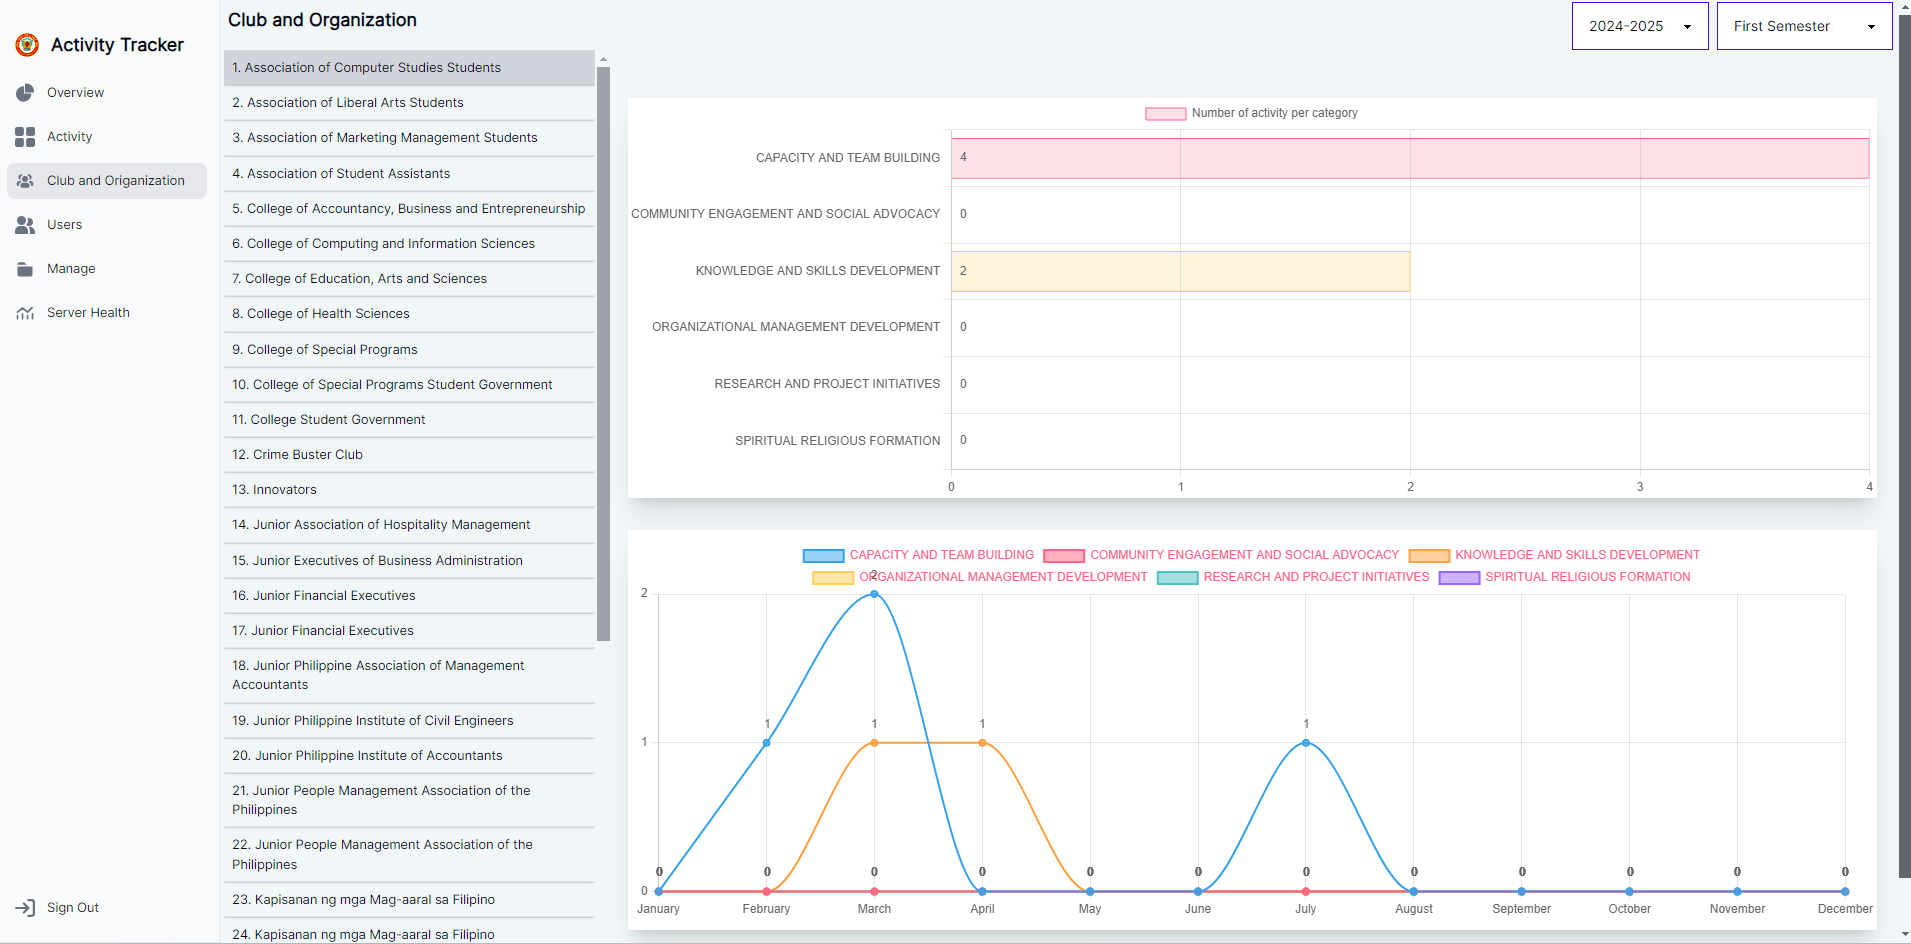 Activity Tracker
Overview
Activity
Club and Origanization
Users
Manage
Server Health
Sign Out
Club and Organization
2024-2025
First Semester
1. Association of Computer Studies Students
2. Association of Liberal Arts Students
3. Association of Marketing Management Students
4. Association of Student Assistants
5. College of Accountancy, Business and Entrepreneurship
6. College of Computing and Information Sciences
7. College of Education, Arts and Sciences
8. College of Health Sciences
9. College of Special Programs
10. College of Special Programs Student Government
11. College Student Government
12. Crime Buster Club
13. Innovators
14. Junior Association of Hospitality Management
15. Junior Executives of Business Administration
16. Junior Financial Executives
17. Junior Financial Executives
18. Junior Philippine Association of Management
Accountants
19. Junior Philippine Institute of Civil Engineers
20. Junior Philippine Institute of Accountants
21. Junior People Management Association of the
Philippines
22. Junior People Management Association of the
Philippines
23. Kapisanan ng mga Mag-aaral sa Filipino
24. Kapisanan ng mga Mag-aaral sa Filipino
Number of activity per category
CAPACITY AND TEAM BUILDING 4
COMMUNITY ENGAGEMENT AND SOCIAL ADVOCACY 0
KNOWLEDGE AND SKILLS DEVELOPMENT 2
ORGANIZATIONAL MANAGEMENT DEVELOPMENT 0
RESEARCH AND PROJECT INITIATIVES 0
SPIRITUAL RELIGIOUS FORMATION 0
0 1 2 3 4
CAPACITY AND TEAM BUILDING COMMUNITY ENGAGEMENT AND SOCIAL ADVOCACY KNOWLEDGE AND SKILLS DEVELOPMENT
ORGANIZATIONAL MANAGEMENT DEVELOPMENT RESEARCH AND PROJECT INITIATIVES SPIRITUAL RELIGIOUS FORMATION
2
2
1 1 1 1
1
0 0 0 0 0 0 0 0 0 0 0 0
0
January February March April May June July August September October November December